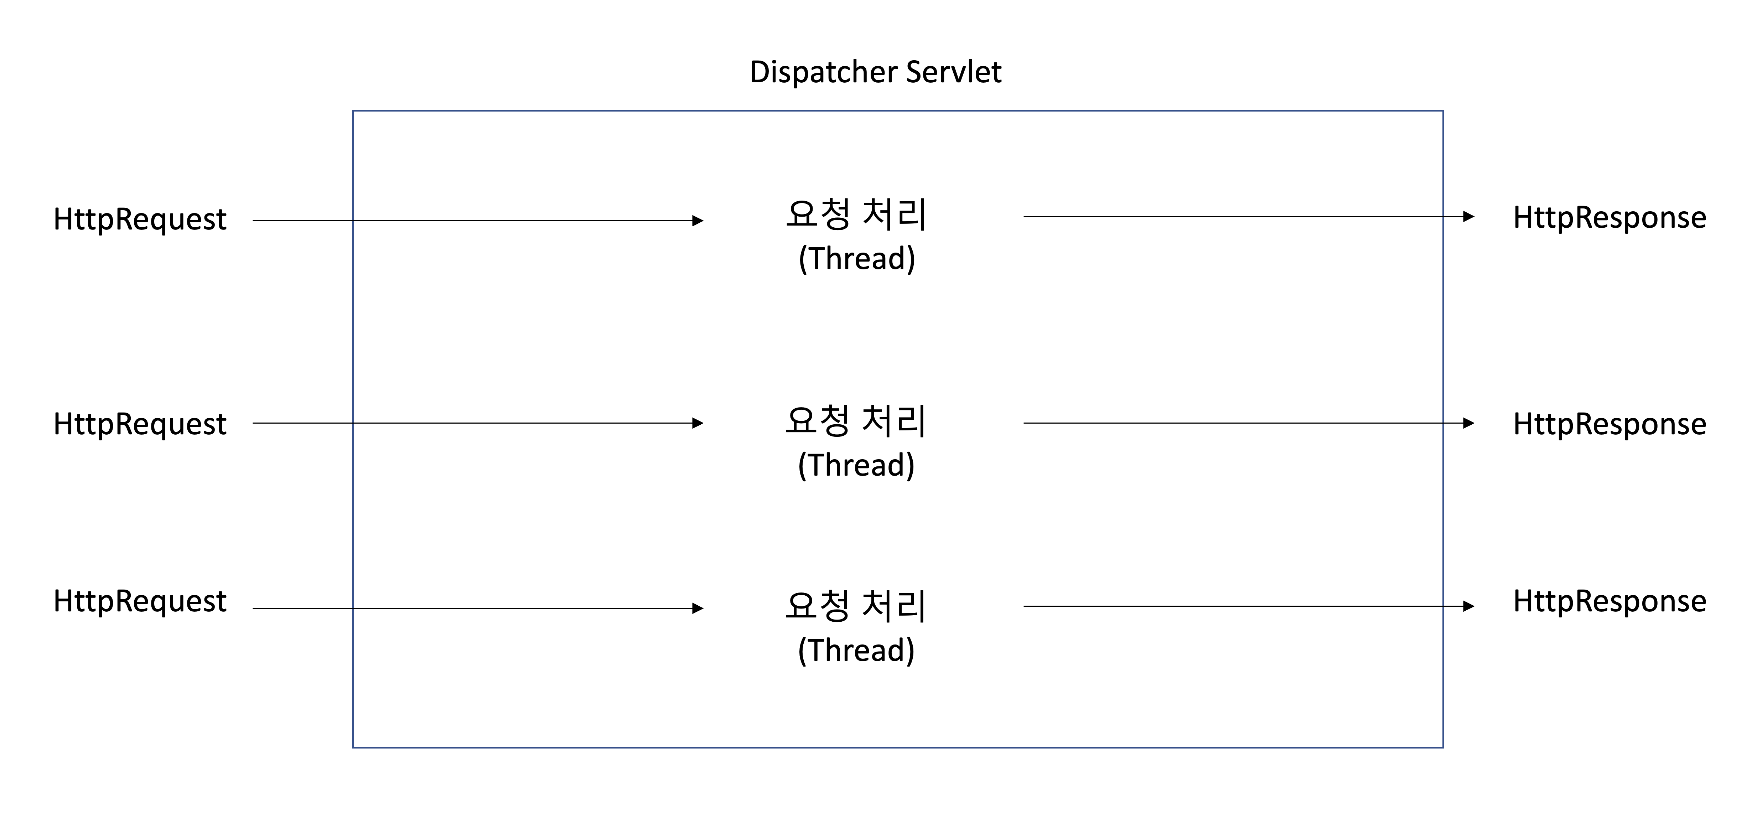 Dispatcher Servlet
HttpRequest
요청 처리
(Thread)
HttpResponse
HttpRequest
요청 처리
(Thread)
HttpResponse
HttpRequest
요청 처리
(Thread)
HttpResponse